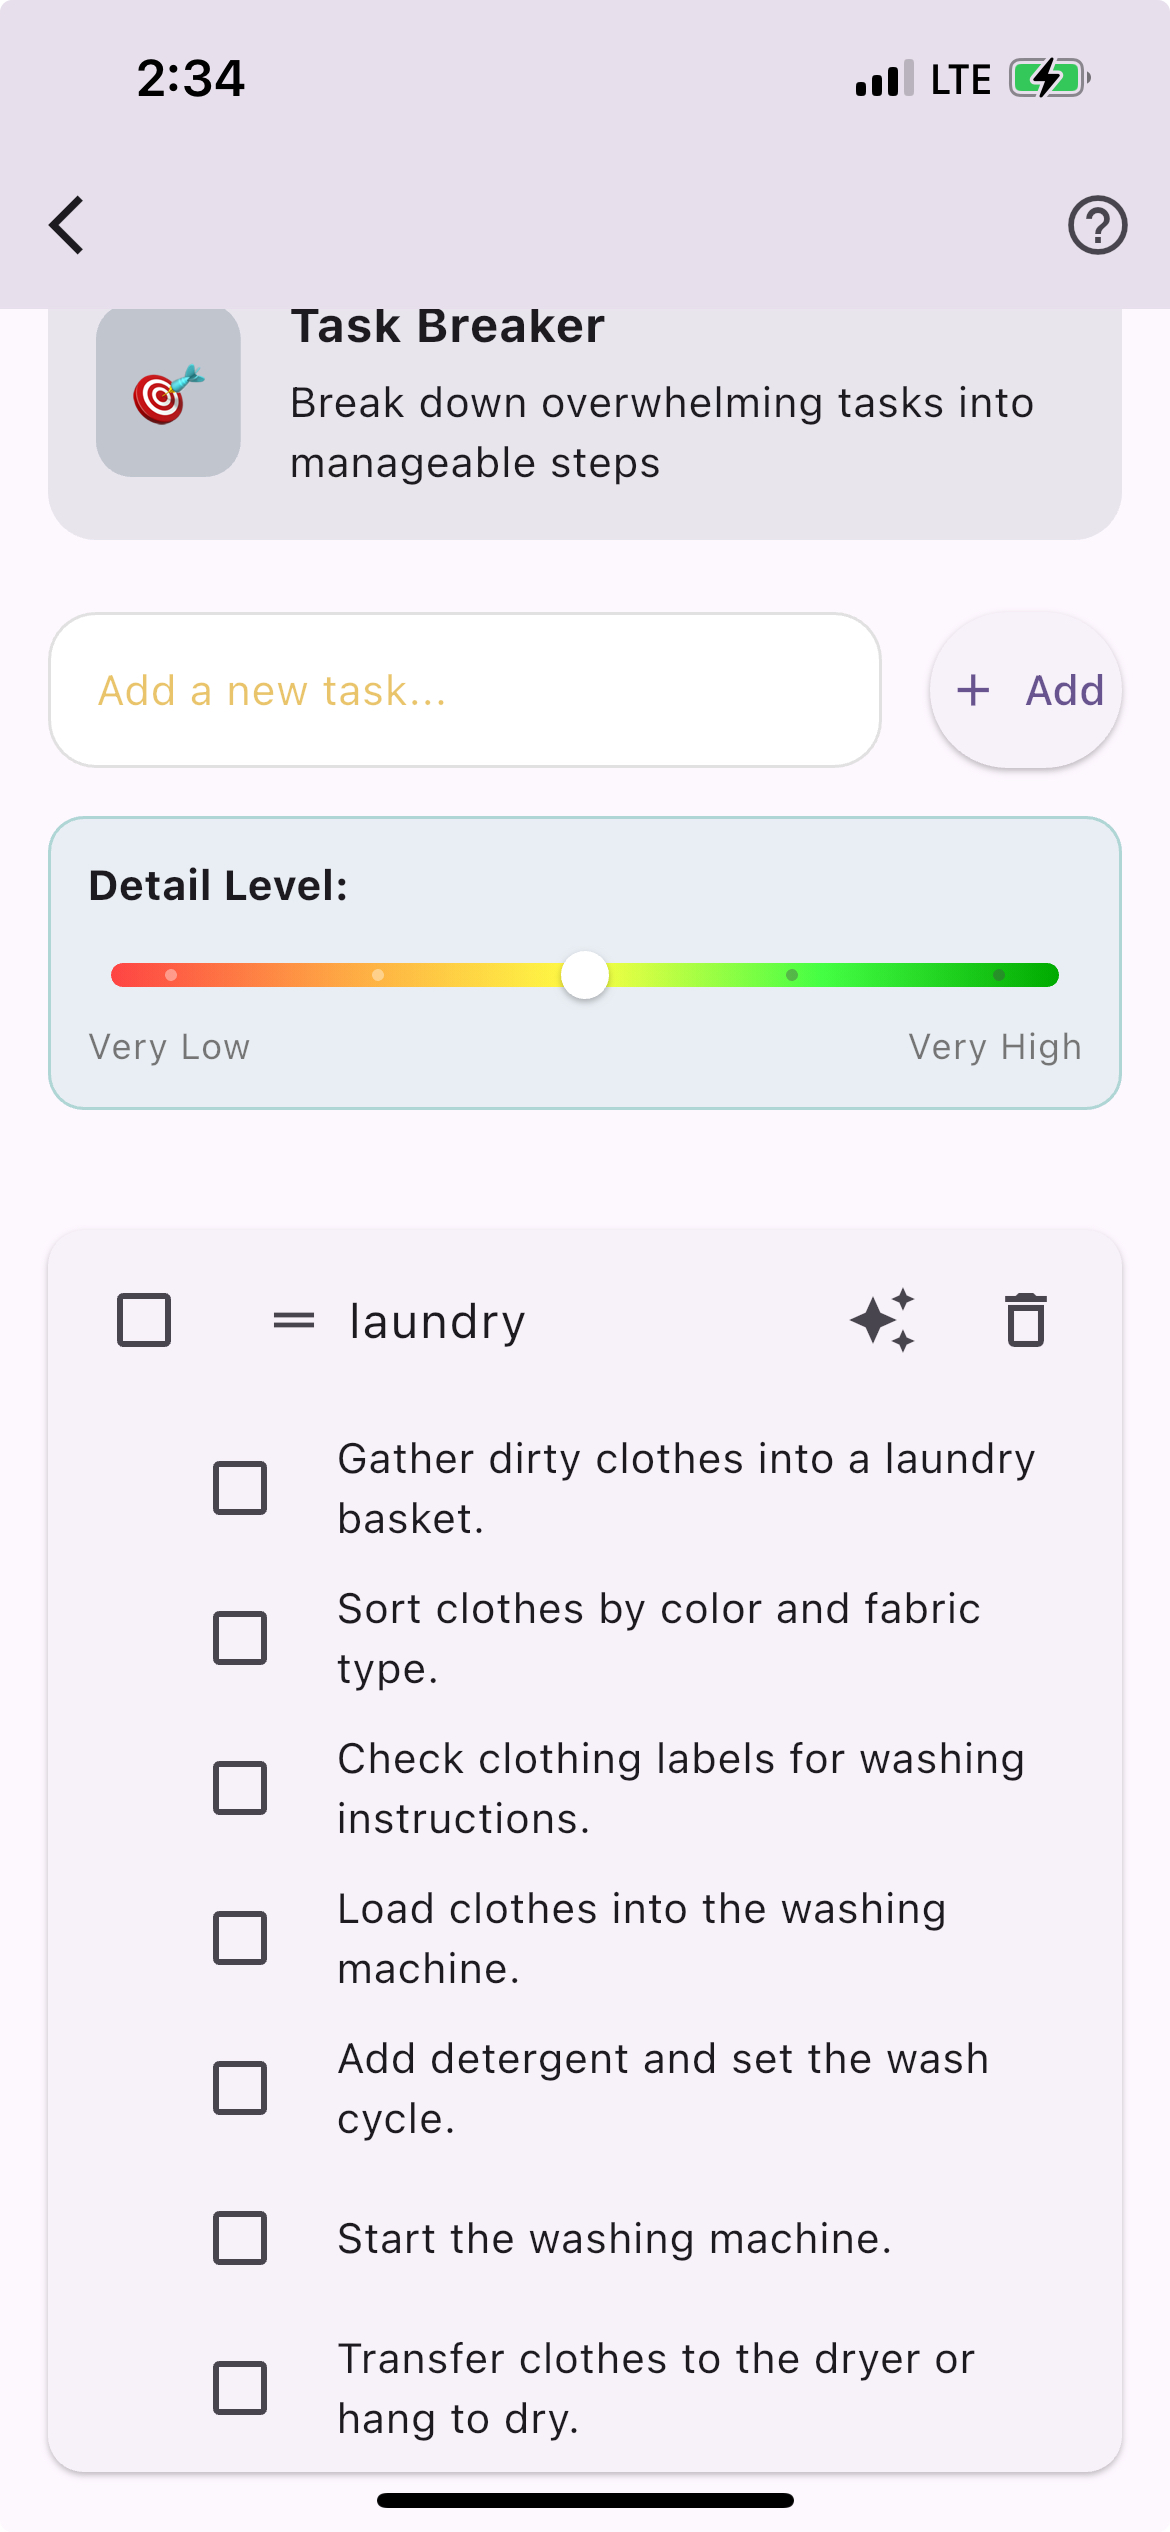 2:34
LTE
Task Breaker
Break down overwhelming tasks into
manageable steps
Add a new task...
+ Add
Detail Level:
Very Low
Very High
laundry
Gather dirty clothes into a laundry
basket.
Sort clothes by color and fabric
type.
Check clothing labels for washing
instructions.
Load clothes into the washing
machine.
Add detergent and set the wash
cycle.
Start the washing machine.
Transfer clothes to the dryer or
hang to dry.